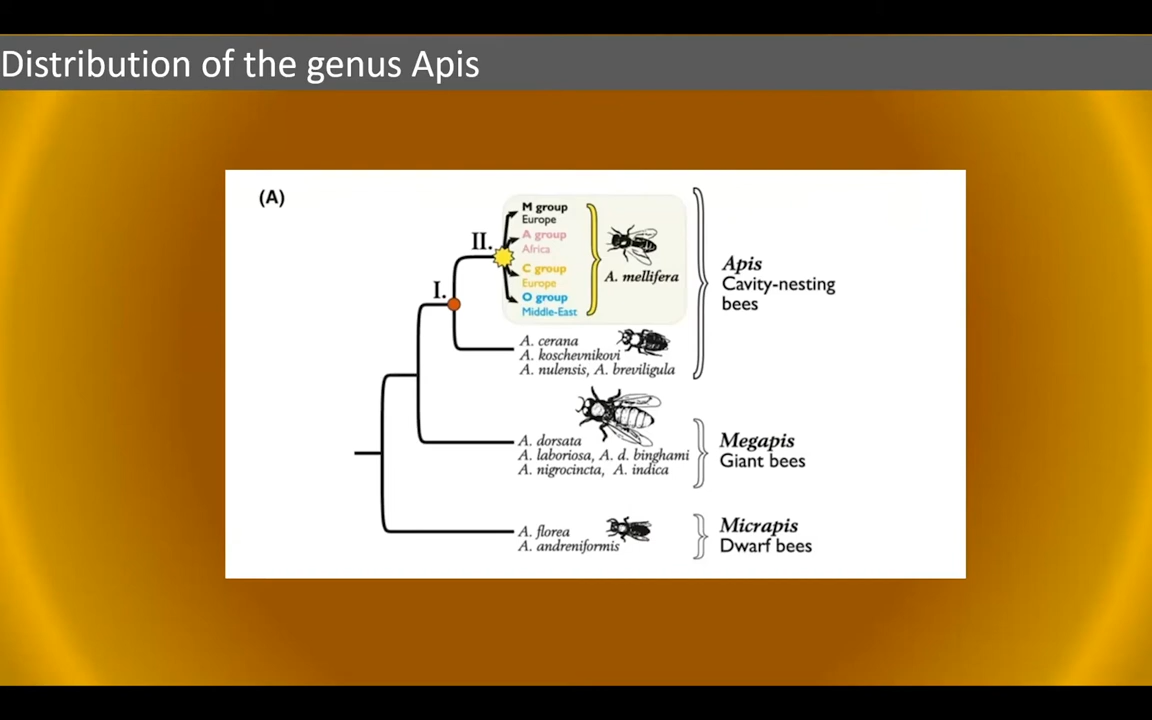 Distribution of the genus Apis
(A)
II.
I.
M group
Europe
A group
Africa
C group
Europe
O group
Middle-East
A. mellifera
A. cerana
A. koschevnikovi
A. nulensis, A. breviligula
Apis
Cavity-nesting
bees
A. dorsata
A. laboriosa, A. d. binghami
A. nigrocincta, A. indica
Megapis
Giant bees
A. florea
A. andreniformis
Micrapis
Dwarf bees